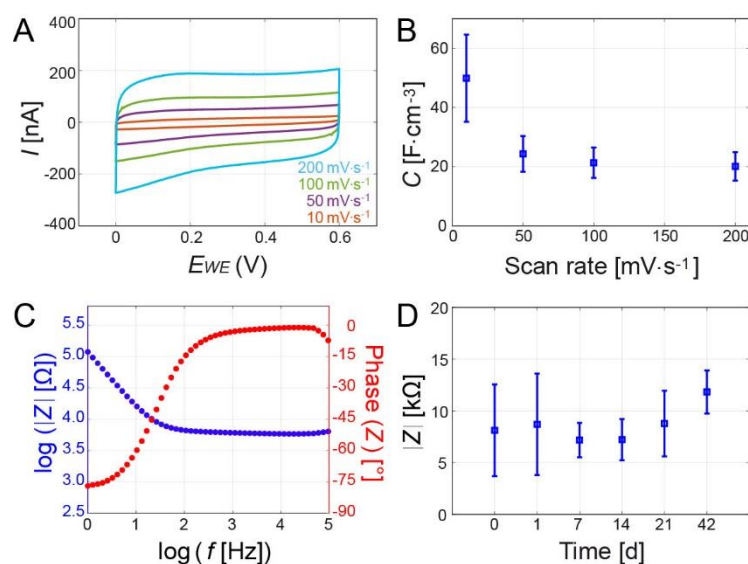 A
400
200
0
-200
-400
I [nA]
200 mV·s⁻¹
100 mV·s⁻¹
50 mV·s⁻¹
10 mV·s⁻¹
0 0.2 0.4 0.6
E_WE (V)
B
60
40
20
0
C [F·cm⁻³]
0 50 100 150 200
Scan rate [mV·s⁻¹]
C
5.5
5.0
4.5
4.0
3.5
3.0
2.5
log (|Z| [Ω])
0
-15
-30
-45
-60
-75
-90
Phase (Z) [°]
0 1 2 3 4 5
log( f [Hz])
D
20
15
10
5
0
|Z| [kΩ]
0 1 7 14 21 42
Time [d]